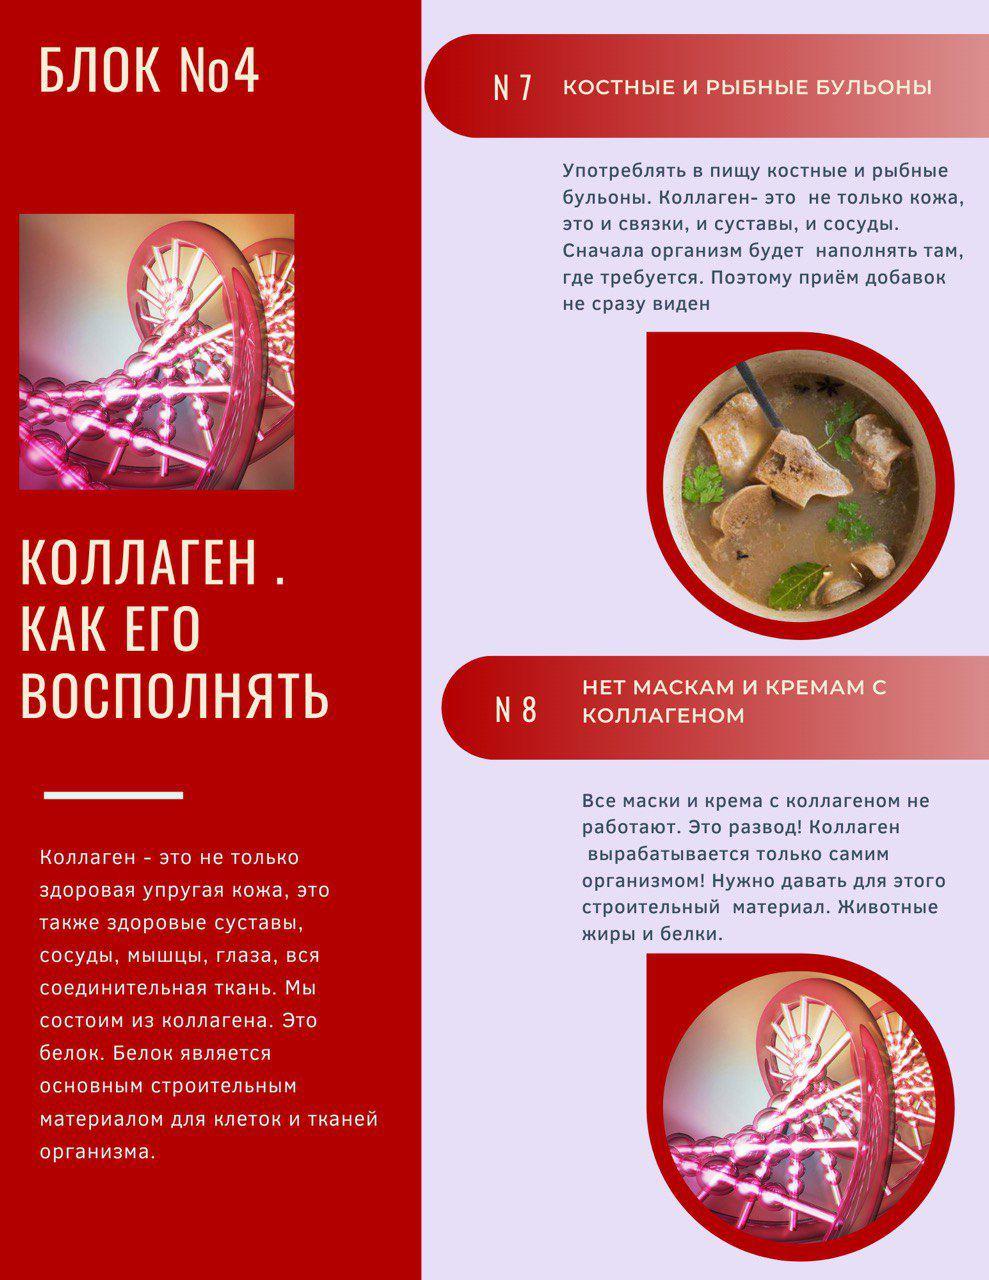 БЛОК №4
КОЛЛАГЕН .
КАК ЕГО
ВОСПОЛНЯТЬ
Коллаген - это не только
здоровая упругая кожа, это
также здоровые суставы,
сосуды, мышцы, глаза, вся
соединительная ткань. Мы
состоим из коллагена. Это
белок. Белок является
основным строительным
материалом для клеток и тканей
организма.
N 7 КОСТНЫЕ И РЫБНЫЕ БУЛЬОНЫ
Употреблять в пищу костные и рыбные
бульоны. Коллаген- это  не только кожа,
это и связки, и суставы, и сосуды.
Сначала организм будет  наполнять там,
где требуется. Поэтому приём добавок
не сразу виден
N 8
НЕТ МАСКАМ И КРЕМАМ С
КОЛЛАГЕНОМ
Все маски и крема с коллагеном не
работают. Это развод! Коллаген
вырабатывается только самим
организмом! Нужно давать для этого
строительный  материал. Животные
жиры и белки.